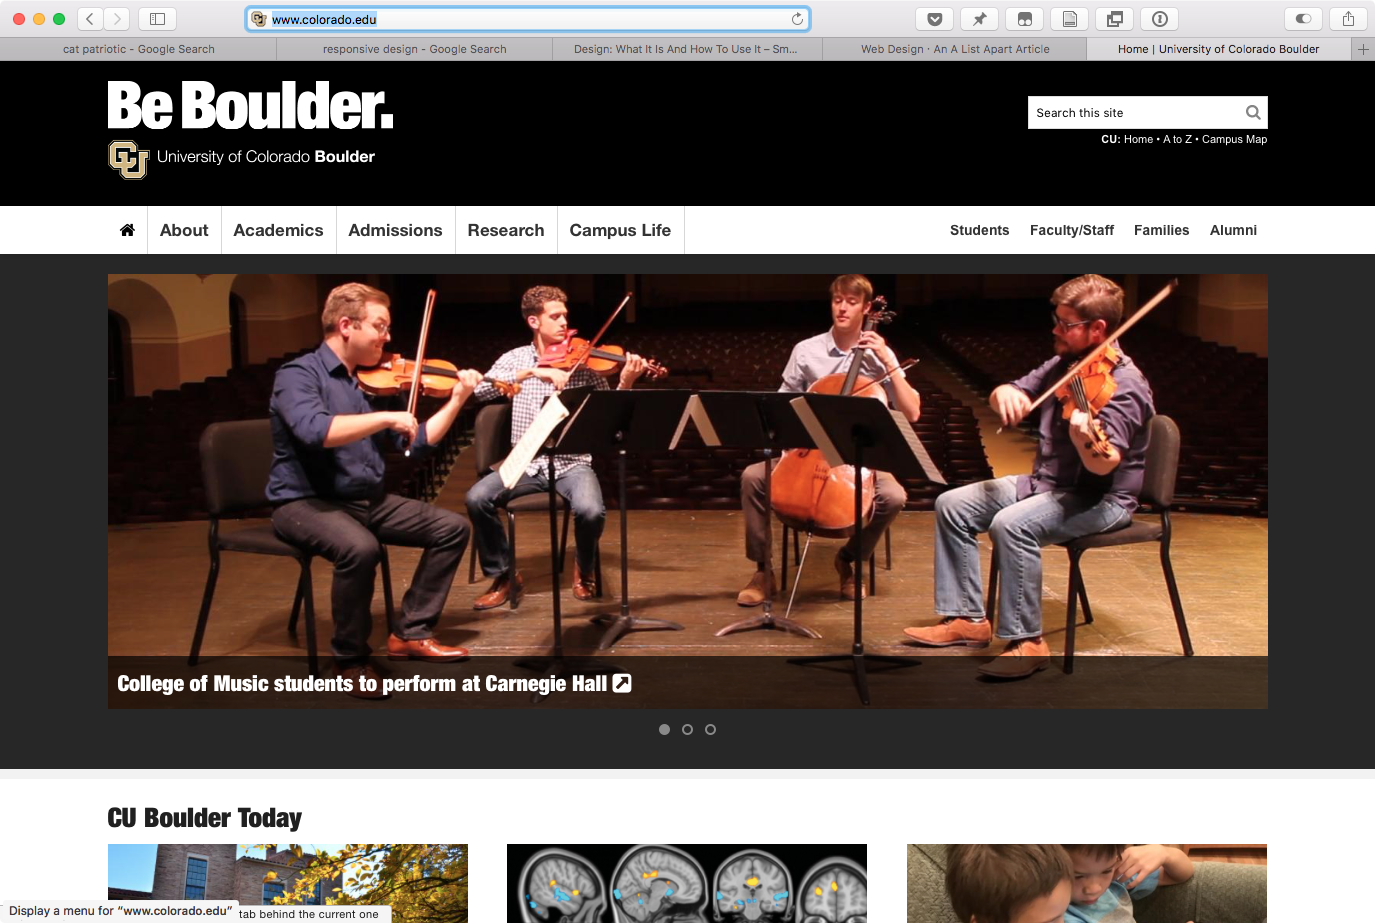 www.colorado.edu
cat patriotic - Google Search
responsive design - Google Search
Design: What It Is And How To Use It – Sm...
Web Design · An A List Apart Article
Home | University of Colorado Boulder
Be Boulder.
CU University of Colorado Boulder
Search this site
CU: Home • A to Z • Campus Map
About
Academics
Admissions
Research
Campus Life
Students
Faculty/Staff
Families
Alumni
College of Music students to perform at Carnegie Hall
CU Boulder Today
Display a menu for “www.colorado.edu”
tab behind the current one